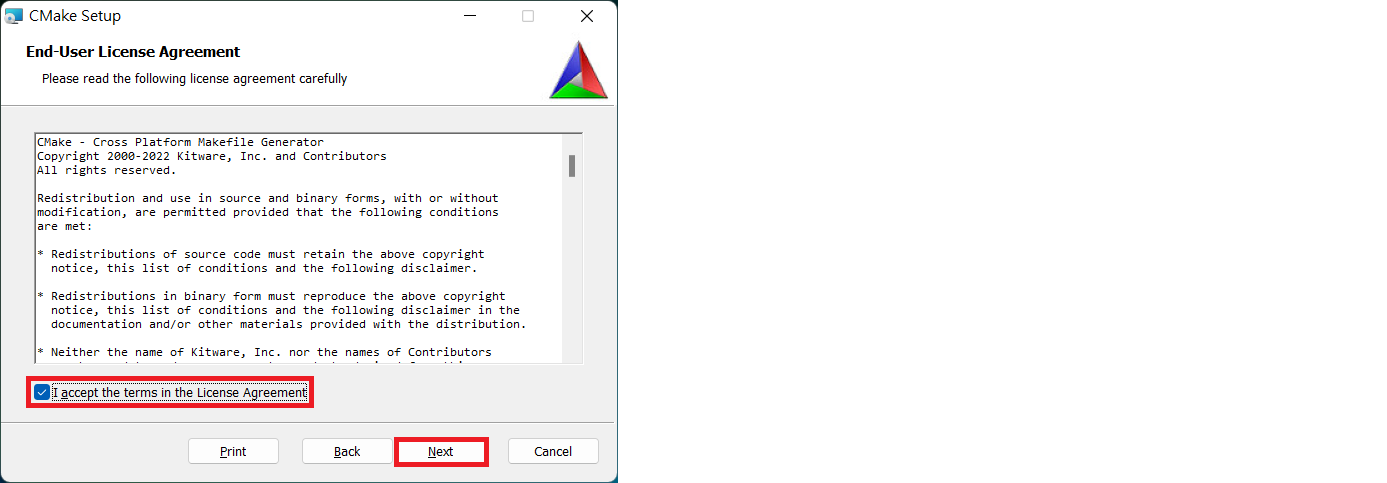 CMake Setup
End-User License Agreement
Please read the following license agreement carefully
CMake - Cross Platform Makefile Generator
Copyright 2000-2022 Kitware, Inc. and Contributors
All rights reserved.
Redistribution and use in source and binary forms, with or without
modification, are permitted provided that the following conditions
are met:
* Redistributions of source code must retain the above copyright
notice, this list of conditions and the following disclaimer.
* Redistributions in binary form must reproduce the above copyright
notice, this list of conditions and the following disclaimer in the
documentation and/or other materials provided with the distribution.
* Neither the name of Kitware, Inc. nor the names of Contributors
I accept the terms in the License Agreement
Print
Back
Next
Cancel